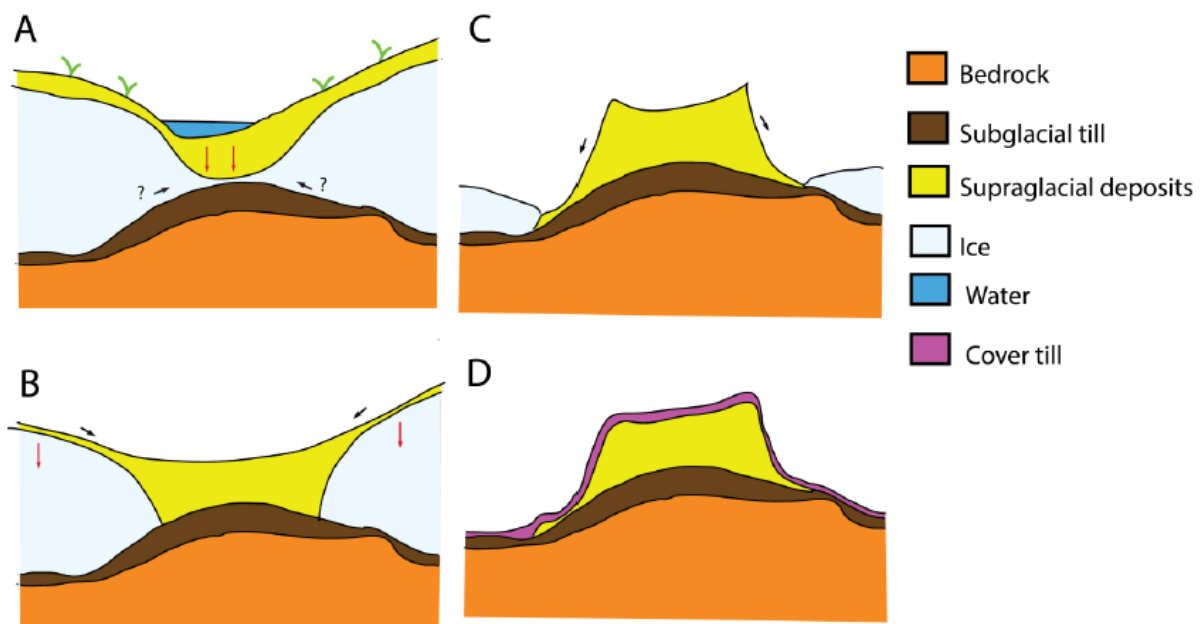 A
?
?
B
C
D
Bedrock
Subglacial till
Supraglacial deposits
Ice
Water
Cover till